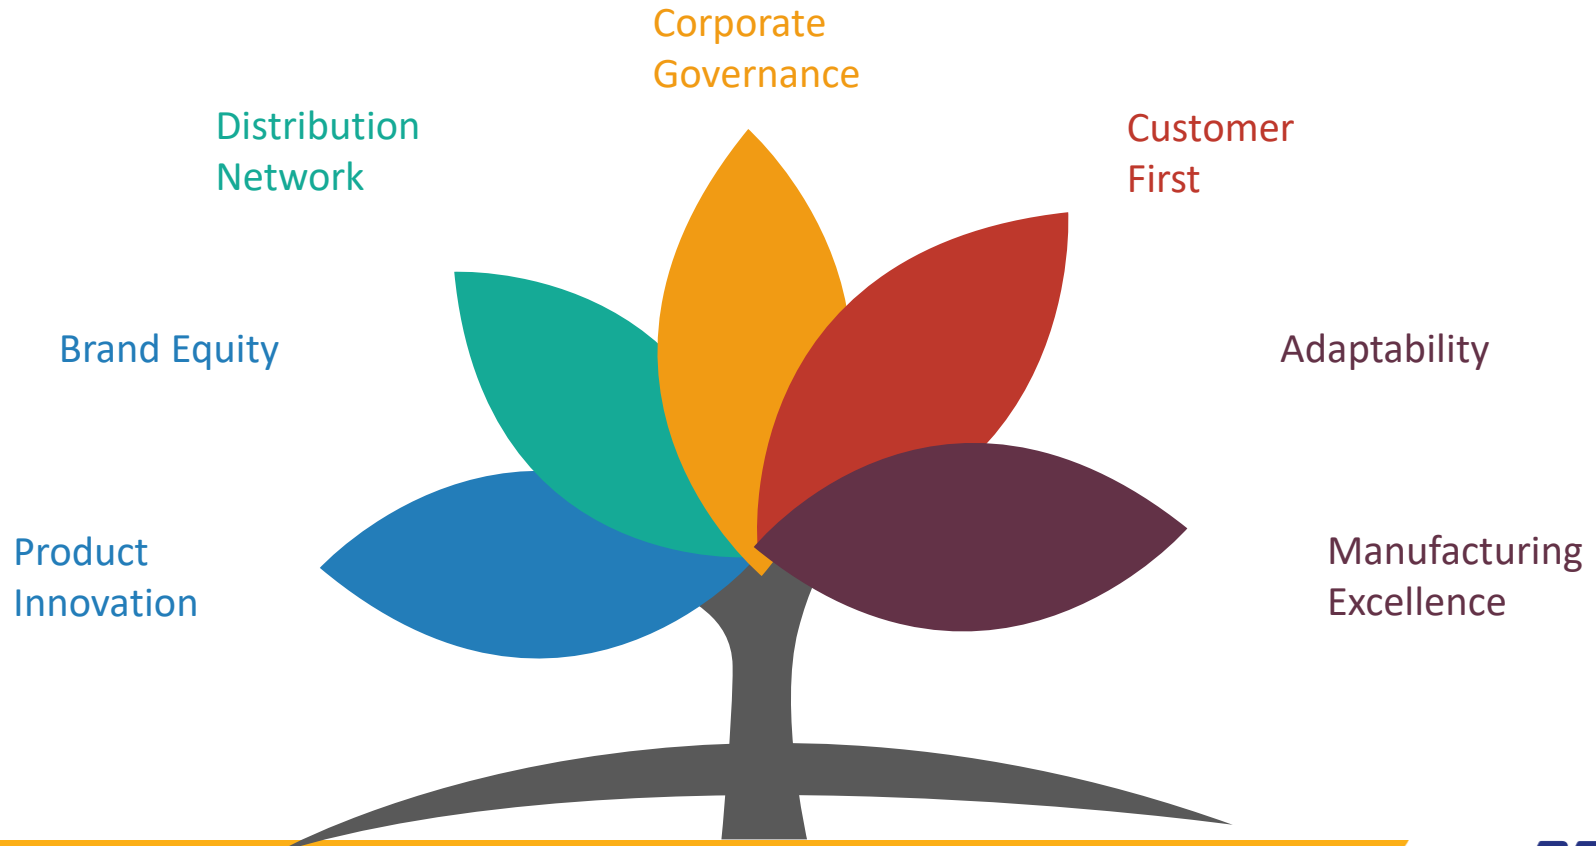 Corporate
Governance
Distribution
Network
Customer
First
Brand Equity
Adaptability
Product
Innovation
Manufacturing
Excellence